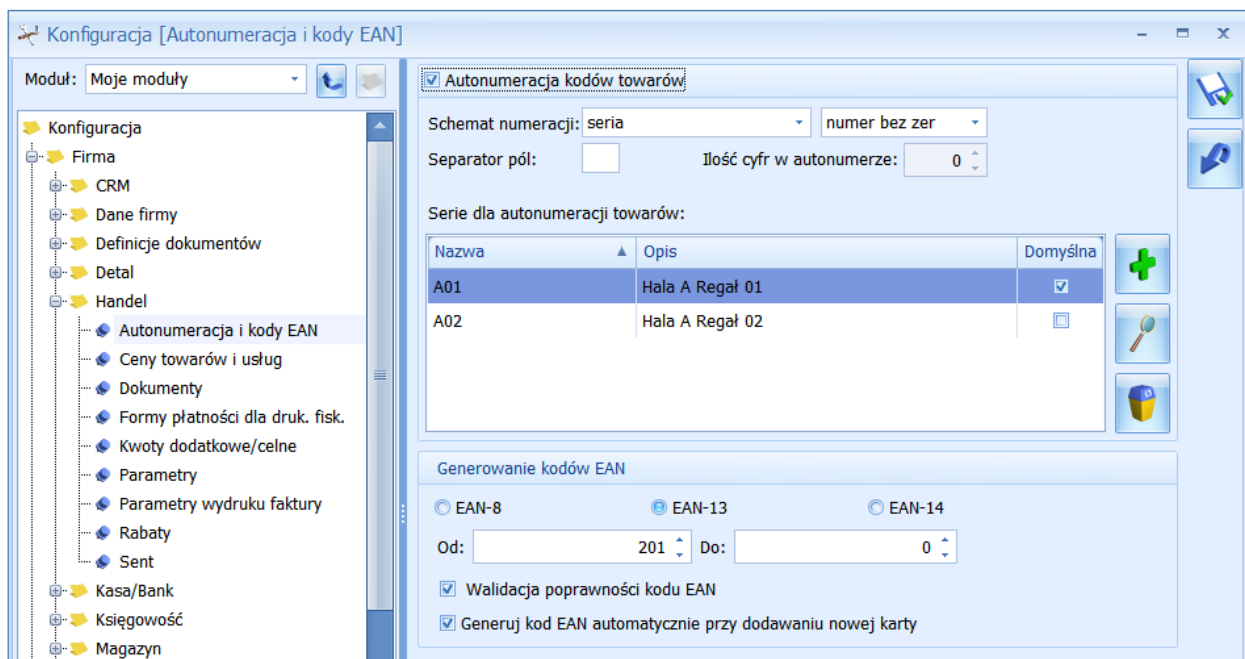 Konfiguracja [Autonumeracja i kody EAN]
Moduł: Moje moduły
Konfiguracja
Firma
CRM
Dane firmy
Definicje dokumentów
Detal
Handel
Autonumeracja i kody EAN
Ceny towarów i usług
Dokumenty
Formy płatności dla druk. fisk.
Kwoty dodatkowe/celne
Parametry
Parametry wydruku faktury
Rabaty
Sent
Kasa/Bank
Księgowość
Magazyn
Autonumeracja kodów towarów
Schemat numeracji: seria numer bez zer
Separator pól: Ilość cyfr w autonumerze: 0
Serie dla autonumeracji towarów:
Nazwa Opis Domyślna
A01 Hala A Regał 01
A02 Hala A Regał 02
Generowanie kodów EAN
EAN-8 EAN-13 EAN-14
Od: 201 Do: 0
Walidacja poprawności kodu EAN
Generuj kod EAN automatycznie przy dodawaniu nowej karty